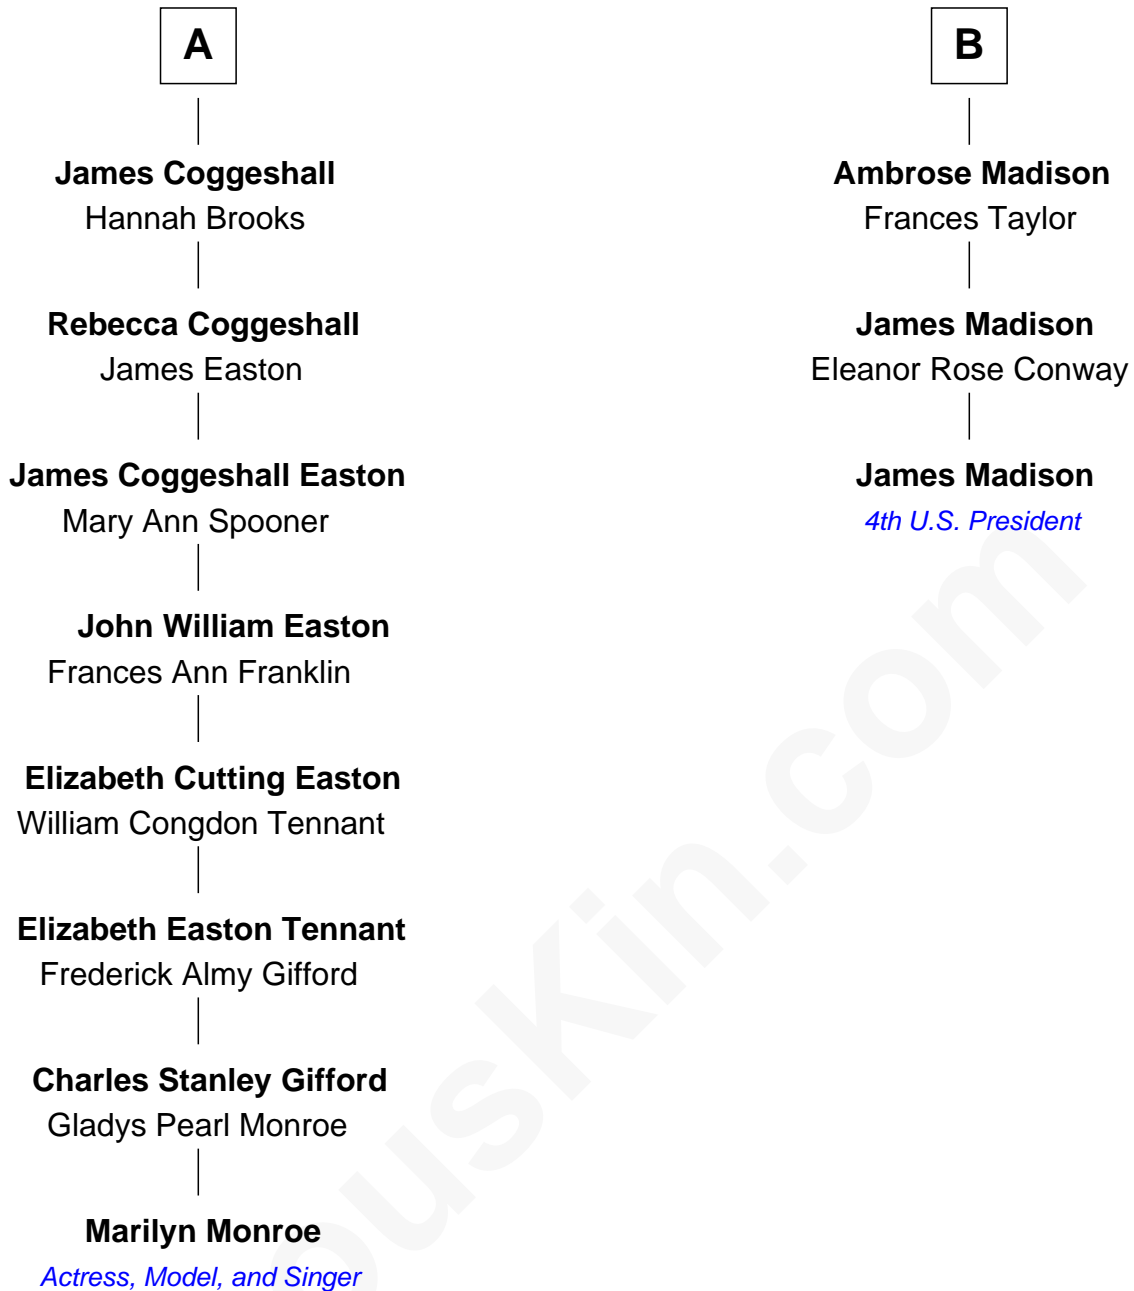 A
James Coggeshall
Hannah Brooks
Rebecca Coggeshall
James Easton
James Coggeshall Easton
Mary Ann Spooner
John William Easton
Frances Ann Franklin
Elizabeth Cutting Easton
William Congdon Tennant
Elizabeth Easton Tennant
Frederick Almy Gifford
Charles Stanley Gifford
Gladys Pearl Monroe
Marilyn Monroe
Actress, Model, and Singer
B
Ambrose Madison
Frances Taylor
James Madison
Eleanor Rose Conway
James Madison
4th U.S. President
ouskin.com